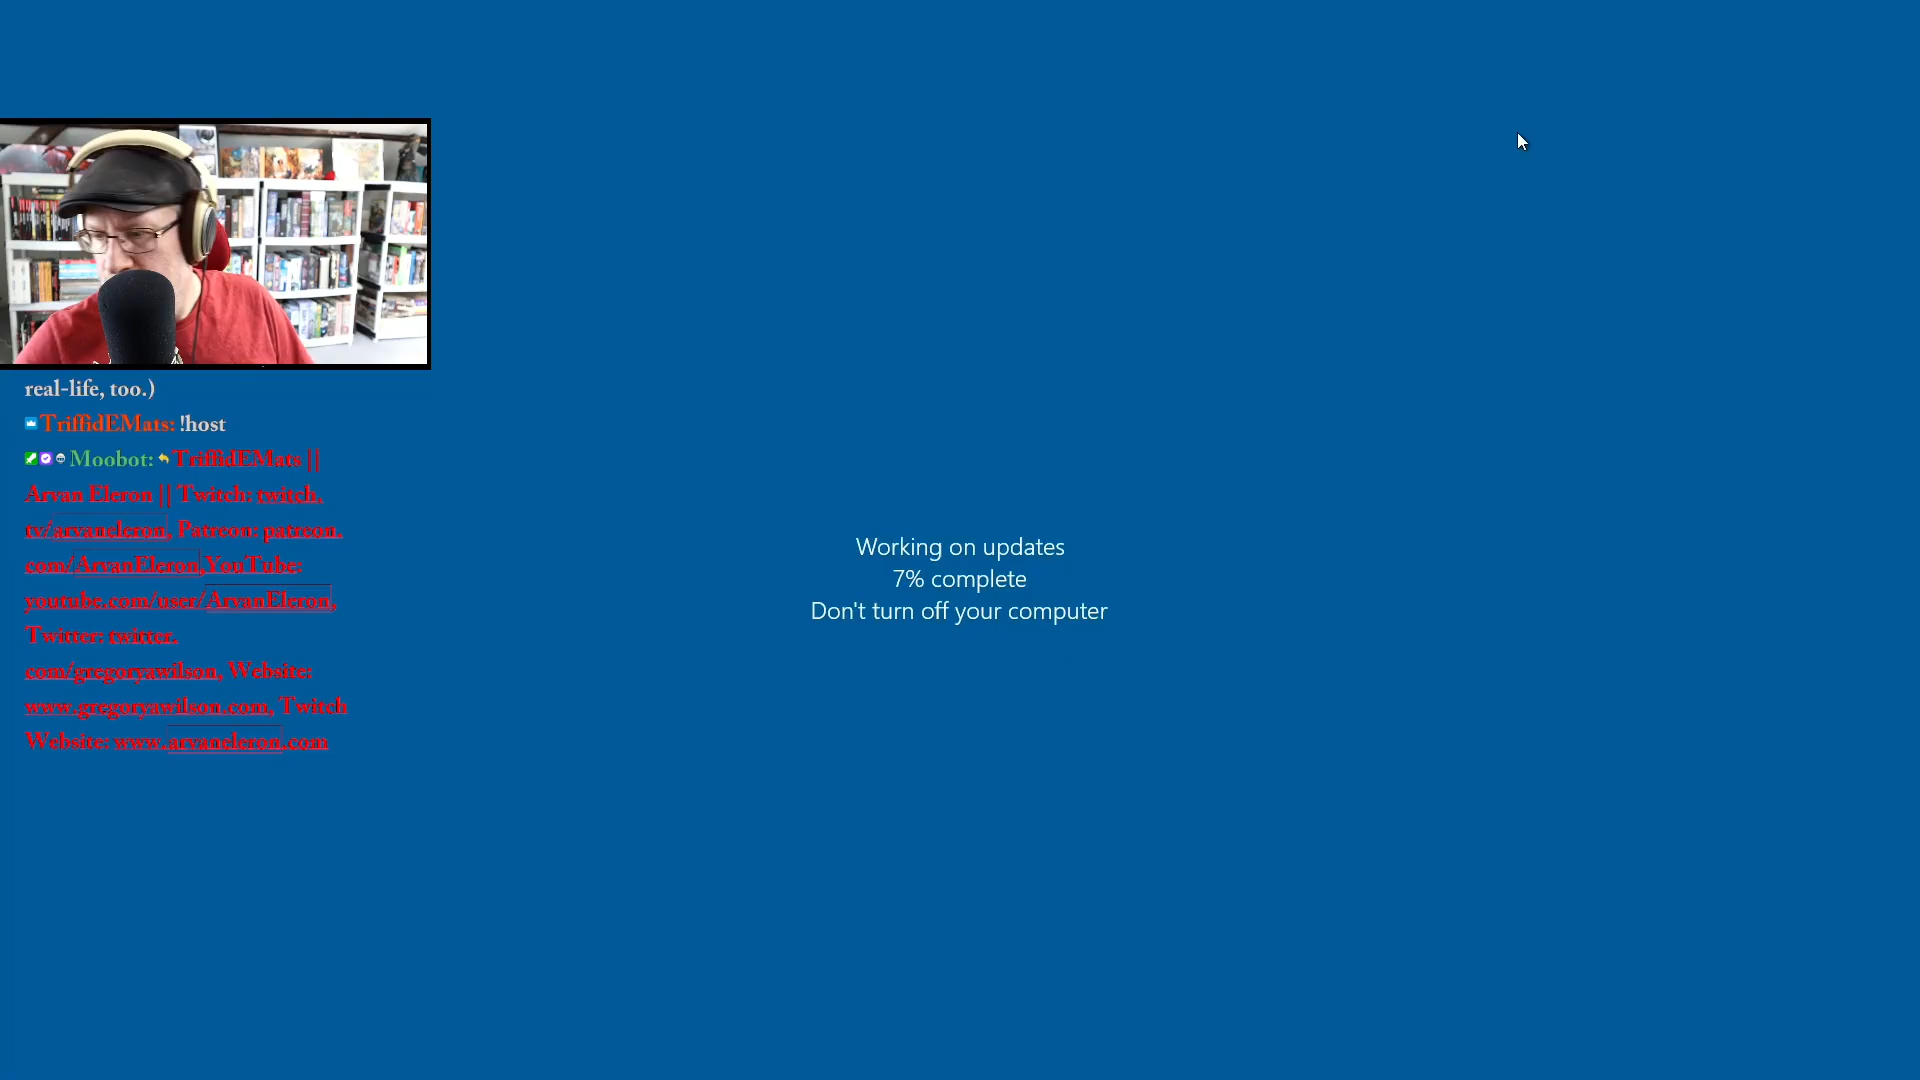 real-life, too.)
TriffidEMats: !host
Moobot: TriffidEMats ||
Arvan Eleron || Twitch: twitch.
tv/arvaneleron, Patreon: patreon.
com/ArvanEleron,YouTube:
youtube.com/user/ArvanEleron,
Twitter: twitter.
com/gregoryawilson, Website:
www.gregoryawilson.com, Twitch
Website: www.arvaneleron.com
Working on updates
7% complete
Don't turn off your computer